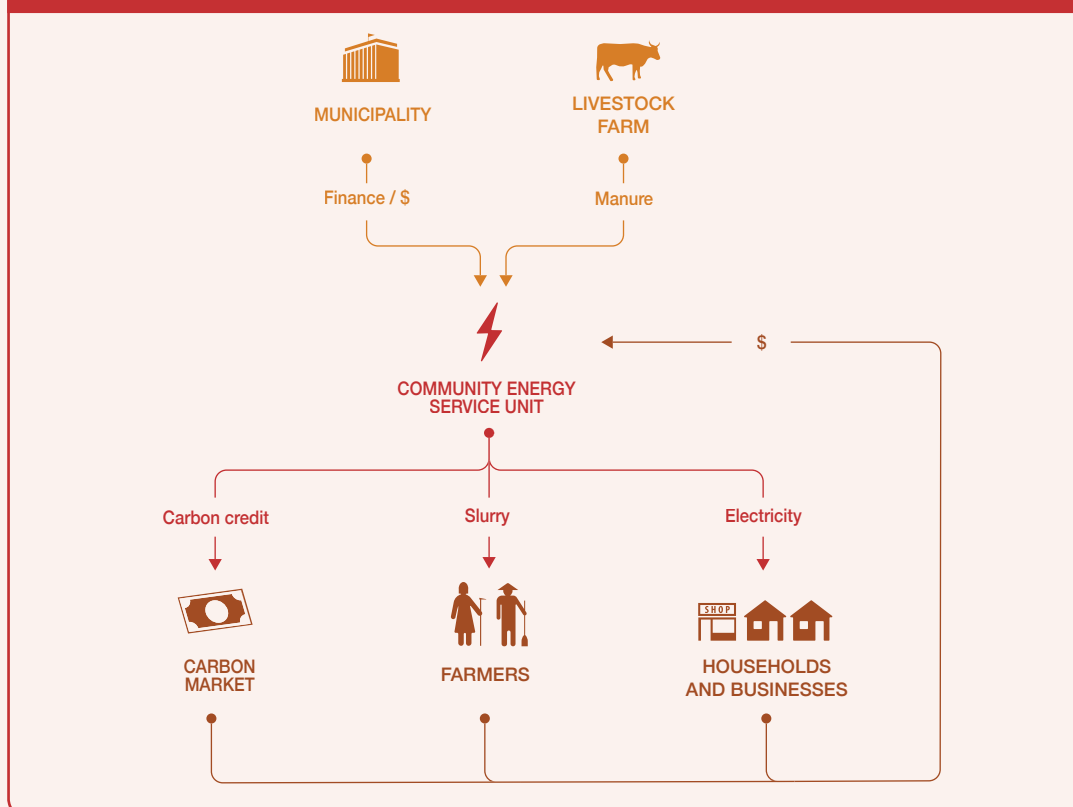 MUNICIPALITY
LIVESTOCK
FARM
Finance / $
Manure
$
COMMUNITY ENERGY
SERVICE UNIT
Carbon credit
Slurry
Electricity
SHOP
CARBON
MARKET
FARMERS
HOUSEHOLDS
AND BUSINESSES